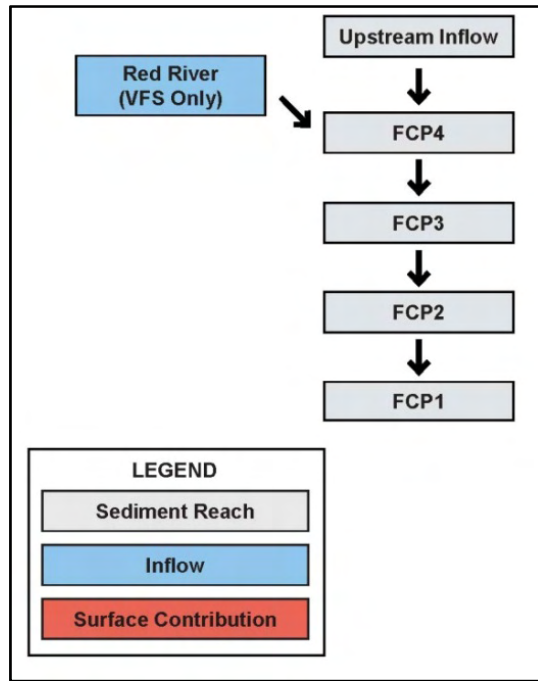 Upstream Inflow
Red River
(VFS Only)
FCP4
FCP3
FCP2
FCP1
LEGEND
Sediment Reach
Inflow
Surface Contribution